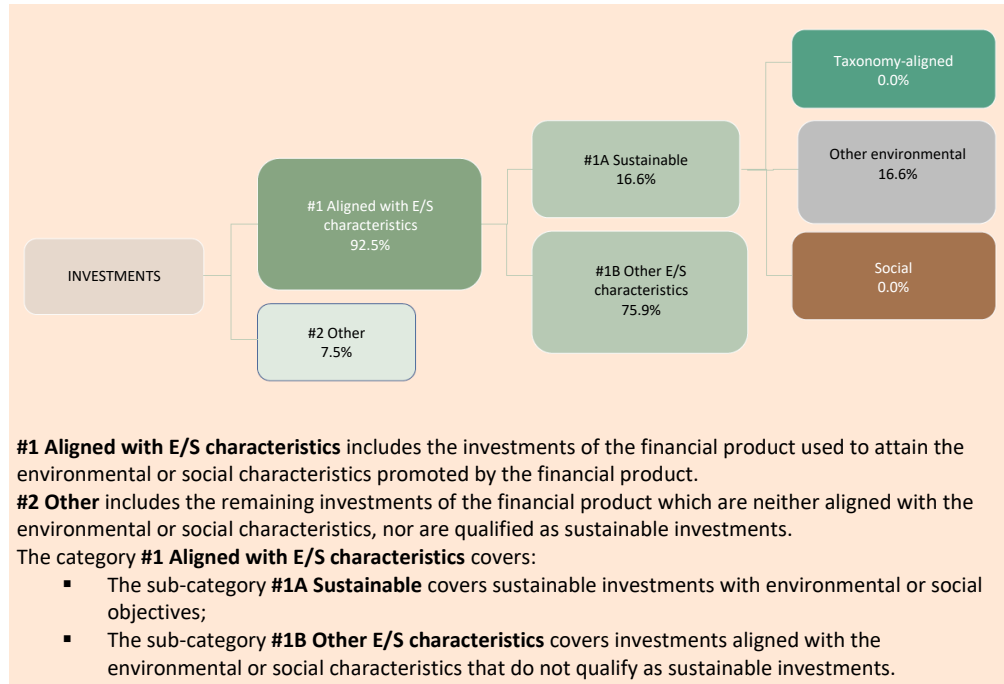 INVESTMENTS
#1 Aligned with E/S
characteristics
92.5%
#2 Other
7.5%
#1A Sustainable
16.6%
#1B Other E/S
characteristics
75.9%
Taxonomy-aligned
0.0%
Other environmental
16.6%
Social
0.0%
#1 Aligned with E/S characteristics includes the investments of the financial product used to attain the
environmental or social characteristics promoted by the financial product.
#2 Other includes the remaining investments of the financial product which are neither aligned with the
environmental or social characteristics, nor are qualified as sustainable investments.
The category #1 Aligned with E/S characteristics covers:
▪ The sub-category #1A Sustainable covers sustainable investments with environmental or social
objectives;
▪ The sub-category #1B Other E/S characteristics covers investments aligned with the
environmental or social characteristics that do not qualify as sustainable investments.